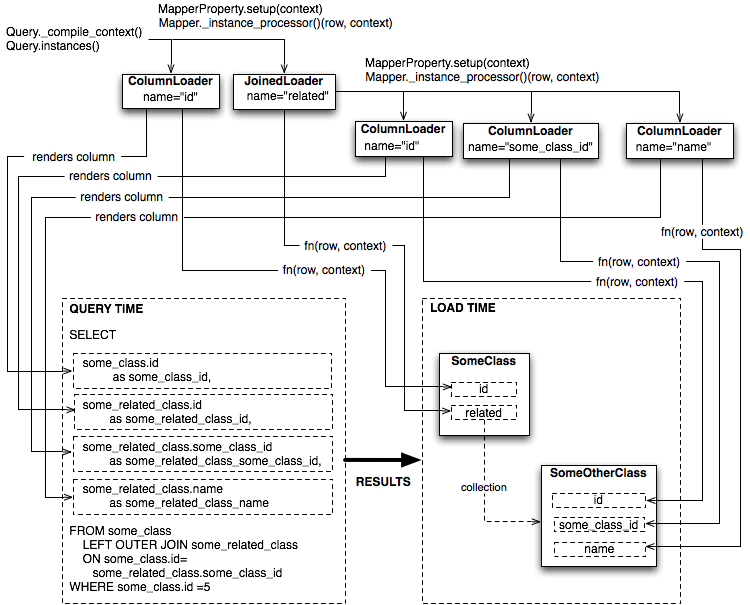 MapperProperty.setup(context)
Mapper._instance_processor()(row, context)
Query._compile_context()
Query.instances()
MapperProperty.setup(context)
Mapper._instance_processor()(row, context)
ColumnLoader
name="id"
JoinedLoader
name="related"
ColumnLoader
name="id"
ColumnLoader
name="some_class_id"
ColumnLoader
name="name"
renders column
renders column
renders column
renders column
fn(row, context)
fn(row, context)
fn(row, context)
fn(row, context)
fn(row, context)
QUERY TIME
SELECT
some_class.id
as some_class_id,
some_related_class.id
as some_related_class_id,
some_related_class.some_class_id
as some_related_class_some_class_id,
some_related_class.name
as some_related_class_name
FROM some_class
LEFT OUTER JOIN some_related_class
ON some_class.id=
some_related_class.some_class_id
WHERE some_class.id =5
RESULTS
LOAD TIME
SomeClass
id
related
collection
SomeOtherClass
id
some_class_id
name